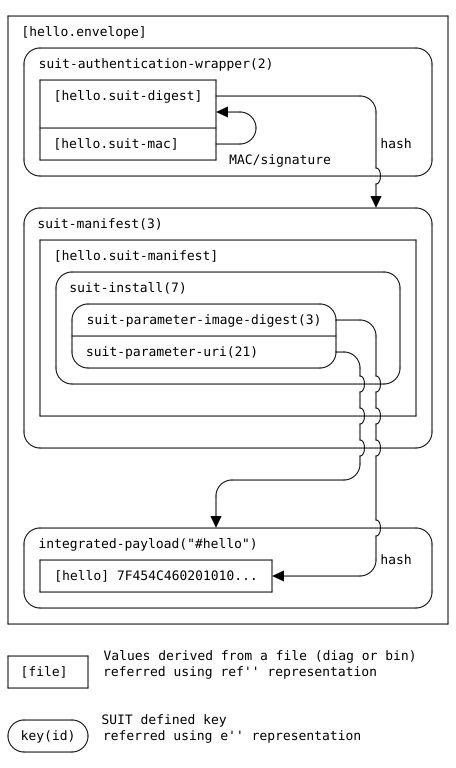 [hello.envelope]
suit-authentication-wrapper(2)
[hello.suit-digest]
hash
[hello.suit-mac]
MAC/signature
suit-manifest(3)
[hello.suit-manifest]
suit-install(7)
suit-parameter-image-digest(3)
suit-parameter-uri(21)
integrated-payload("#hello")
hash
[hello] 7F454C460201010...
Values derived from a file (diag or bin)
[file]
referred using ref'' representation
SUIT defined key
key(id)
referred using e'' representation